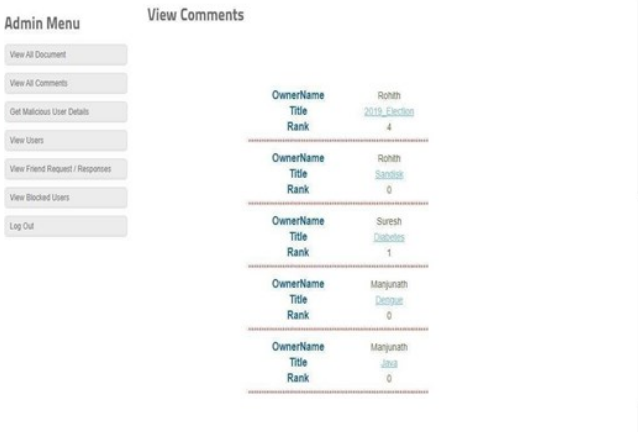 Admin Menu
View All Document
View All Comments
Get Malicious User Details
View Users
View Friend Request / Responses
View Blocked Users
Log Out
View Comments
OwnerName Rohith
Title 2019_Election
Rank 4
OwnerName Rohith
Title Sandisk
Rank 0
OwnerName Suresh
Title Diabetes
Rank 1
OwnerName Manjunath
Title Dengue
Rank 0
OwnerName Manjunath
Title Java
Rank 0